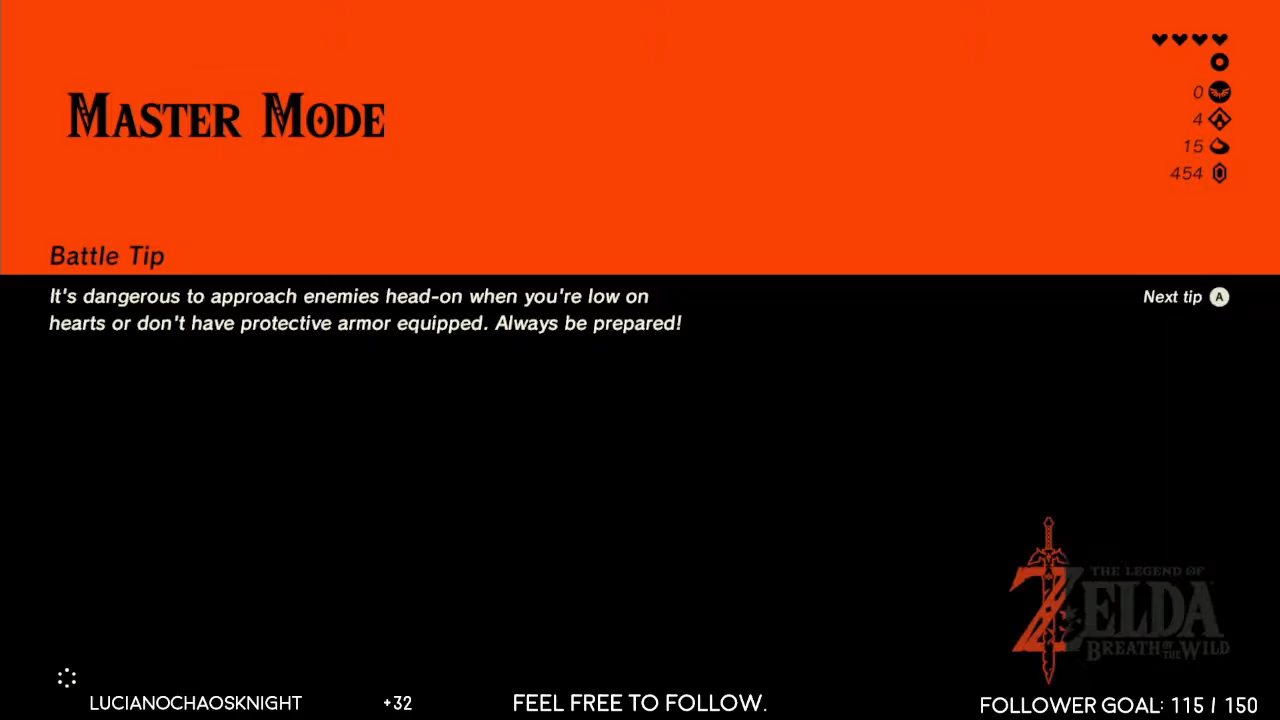 MASTER MODE
0
4
15
454
Battle Tip
It's dangerous to approach enemies head-on when you're low on
hearts or don't have protective armor equipped. Always be prepared!
Next tip A
THE LEGEND OF
ZELDA
BREATH OF THE WILD
LUCIANOCHAOSKNIGHT
+32
FEEL FREE TO FOLLOW.
FOLLOWER GOAL: 115 / 150